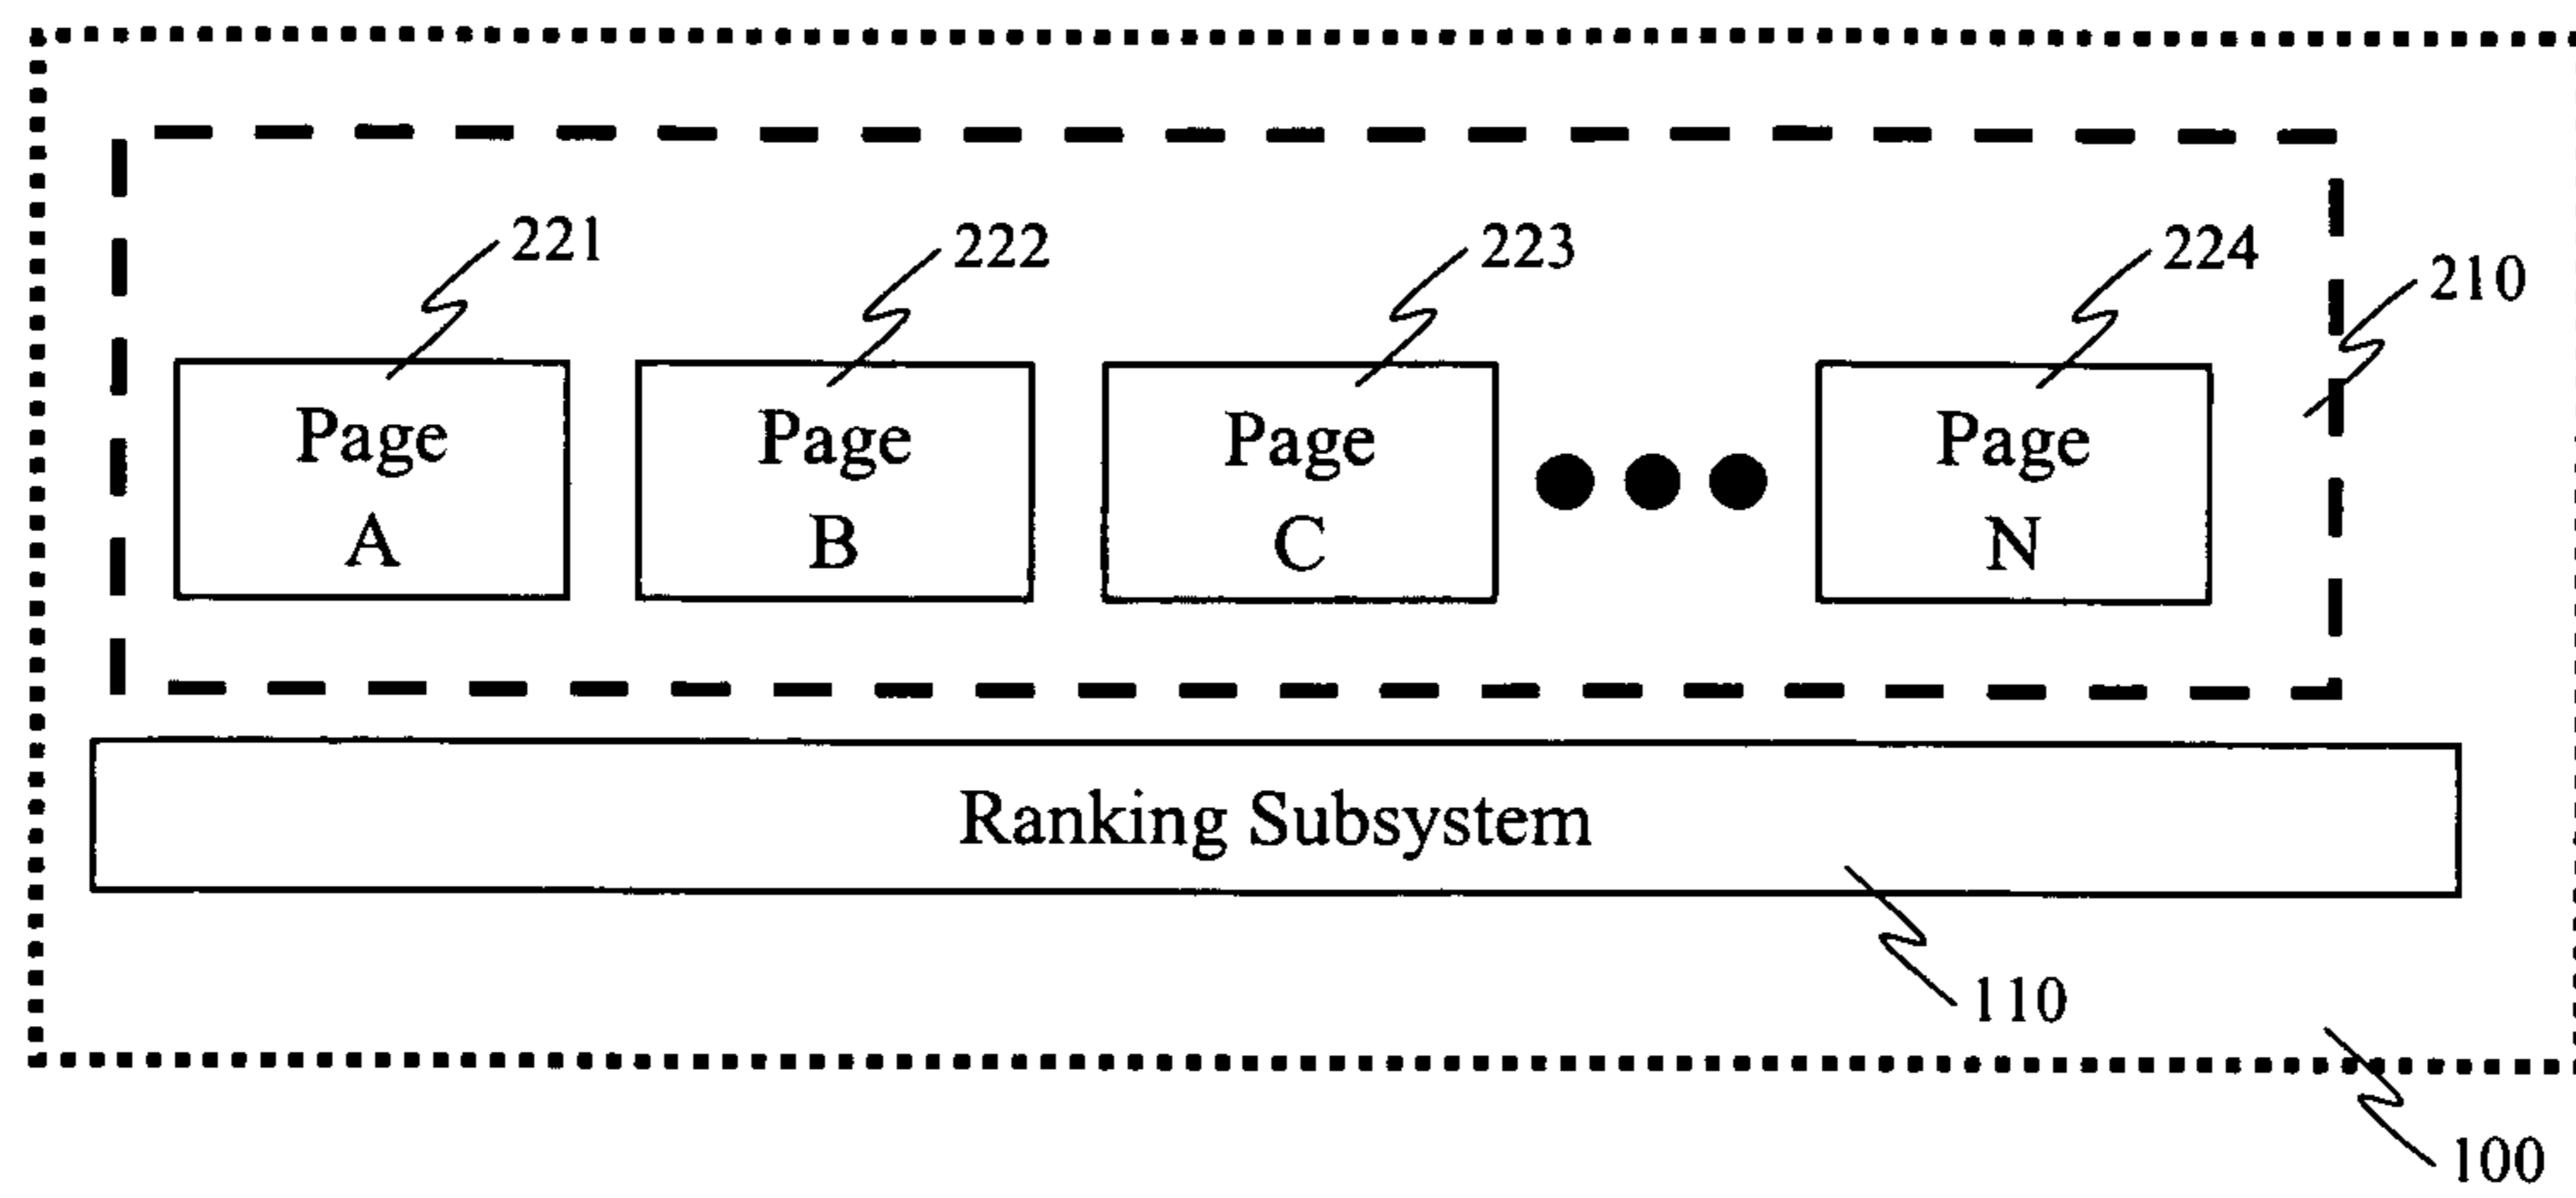 221
222
223
224
210
Page
A
Page
B
Page
C
Page
N
Ranking Subsystem
110
100